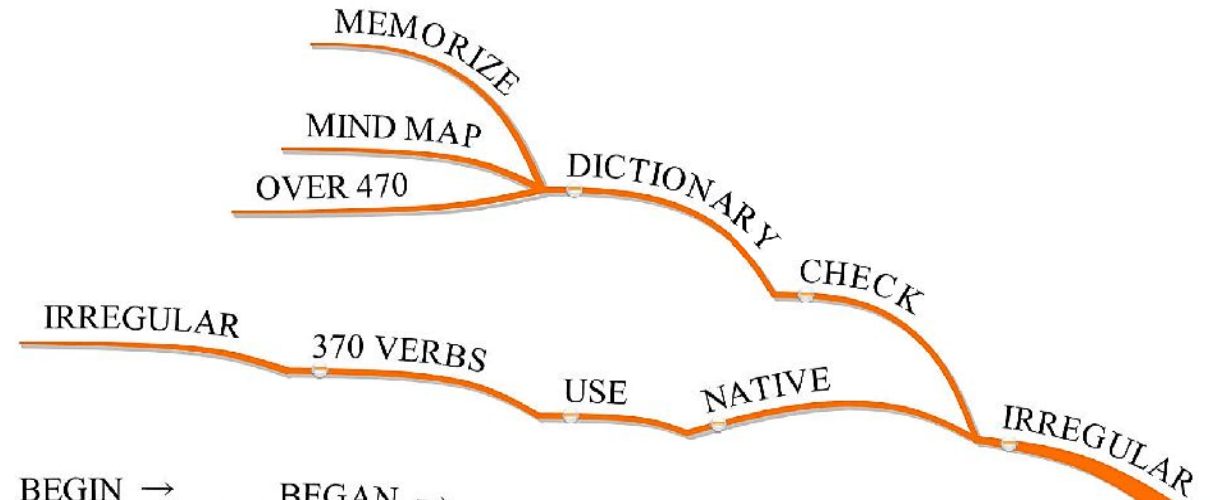 MEMORIZE
MIND MAP
OVER 470
DICTIONARY
CHECK
IRREGULAR
370 VERBS
USE
NATIVE
IRREGULAR
BEGIN →
BEGAN →